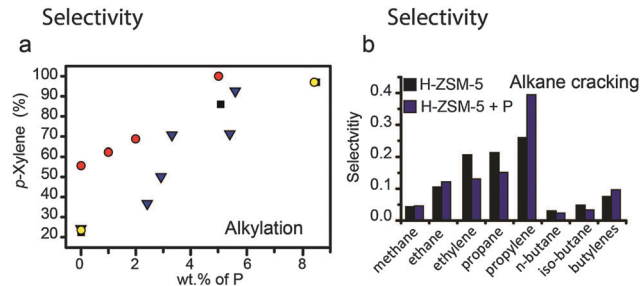 Selectivity
Selectivity
a
p-Xylene (%)
100
90
80
70
60
50
40
30
20
0
2
4
6
8
Alkylation
wt.% of P
b
Selectvitiy
0.4
0.3
0.2
0.1
0.0
H-ZSM-5
H-ZSM-5 + P
Alkane cracking
methane
ethane
ethylene
propane
propylene
n-butane
iso-butane
butylenes